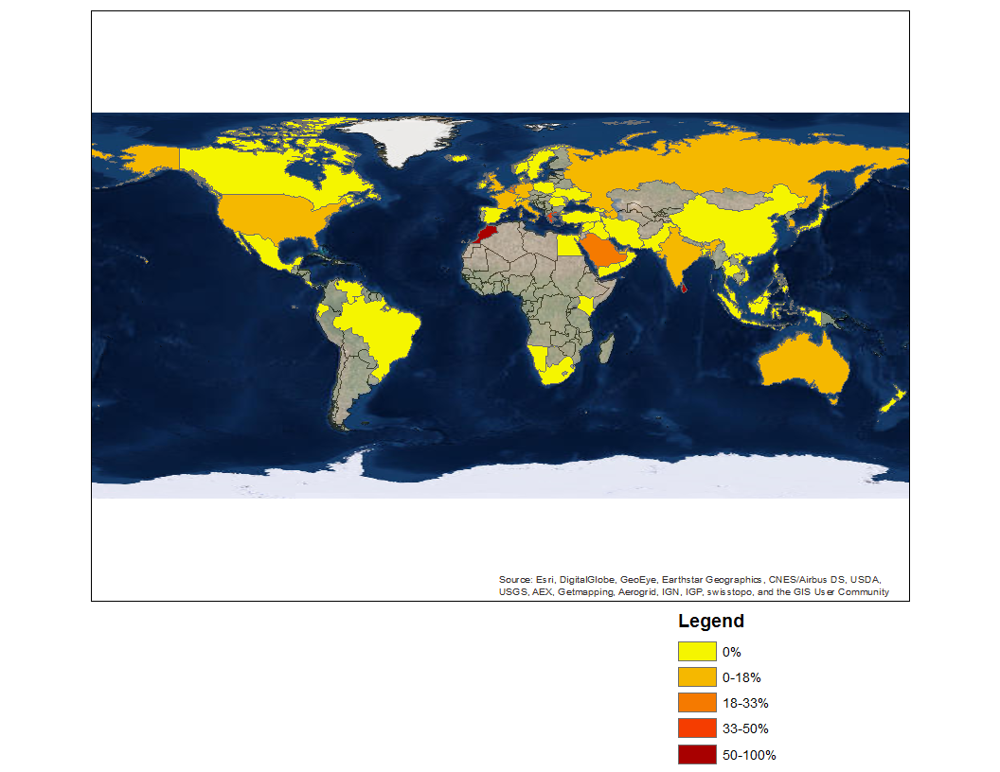 Source: Esri, DigitalGlobe, GeoEye, Earthstar Geographics, CNES/Airbus DS, USDA,
USGS, AEX, Getmapping, Aerogrid, IGN, IGP, swisstopo, and the GIS User Community
Legend
0%
0-18%
18-33%
33-50%
50-100%